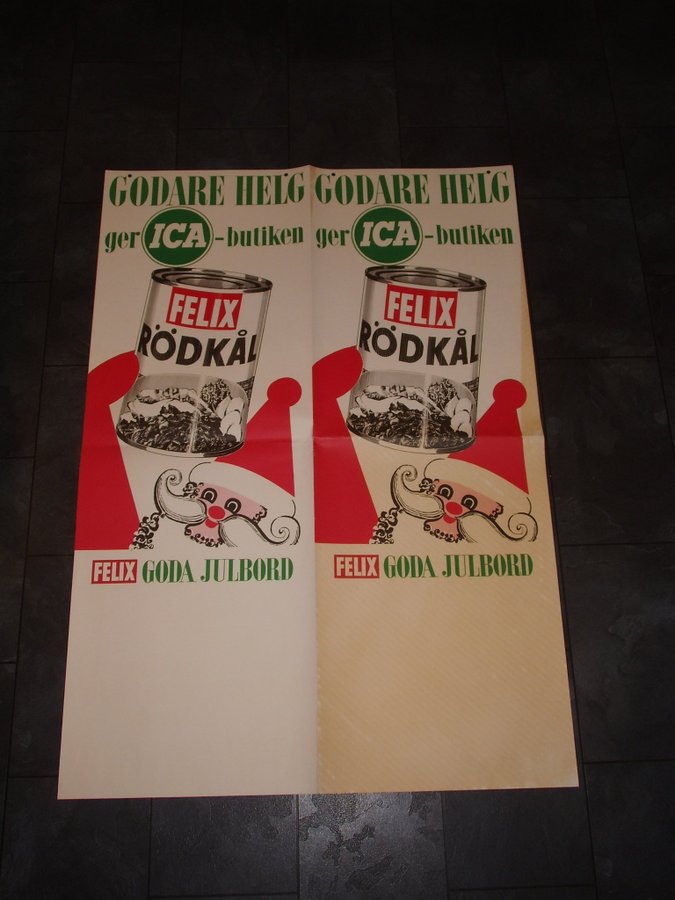 GODARE HELG
ger ICA -butiken
FELIX
RÖDKÅL
FELIX GODA JULBORD
GODARE HELG
ger ICA -butiken
FELIX
RÖDKÅL
FELIX GODA JULBORD